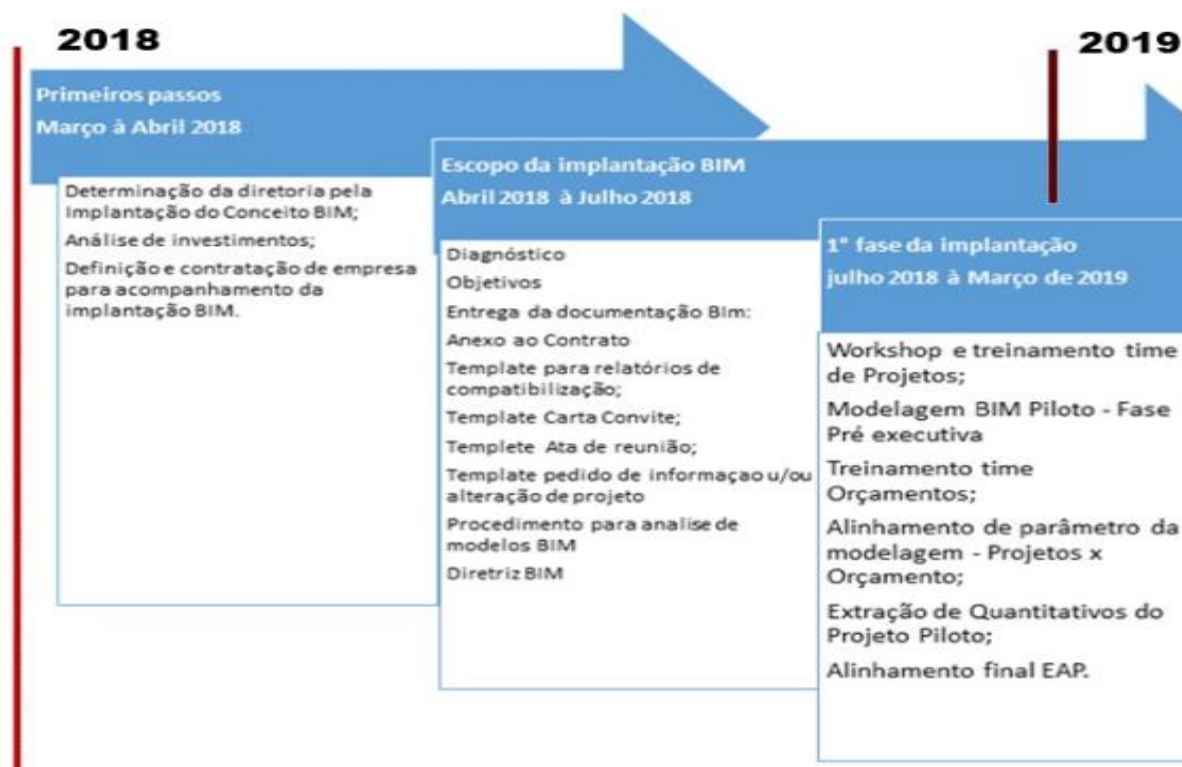 2018
2019
Primeiros passos
Março à Abril 2018
Determinação da diretoria pela
Implantação do Conceito BIM;
Análise de investimentos;
Definição e contratação de empresa
para acompanhamento da
implantação BIM.
Escopo da implantação BIM
Abril 2018 à Julho 2018
Diagnóstico
Objetivos
Entrega da documentação BIm:
Anexo ao Contrato
Template para relatórios de
compatibilização;
Template Carta Convite;
Templete Ata de reunião;
Template pedido de informaçao u/ou
alteração de projeto
Procedimento para analise de
modelos BIM
Diretriz BIM
1° fase da implantação
julho 2018 à Março de 2019
Workshop e treinamento time
de Projetos;
Modelagem BIM Piloto - Fase
Pré executiva
Treinamento time
Orçamentos;
Alinhamento de parâmetro da
modelagem - Projetos x
Orçamento;
Extração de Quantitativos do
Projeto Piloto;
Alinhamento final EAP.